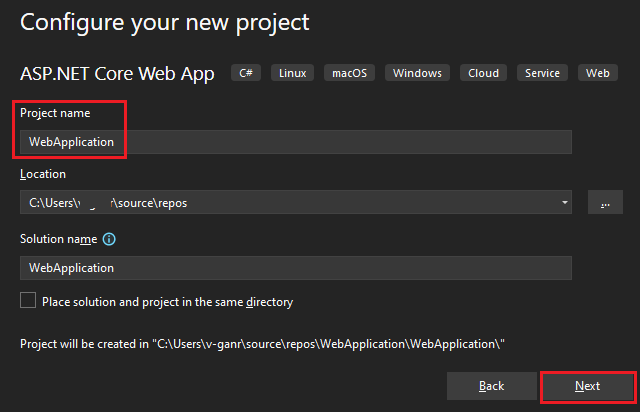 Configure your new project
ASP.NET Core Web App C# Linux macOS Windows Cloud Service Web
Project name
WebApplication
Location
C:\Users\v-ganr\source\repos
...
Solution name
WebApplication
Place solution and project in the same directory
Project will be created in "C:\Users\v-ganr\source\repos\WebApplication\WebApplication\"
Back Next